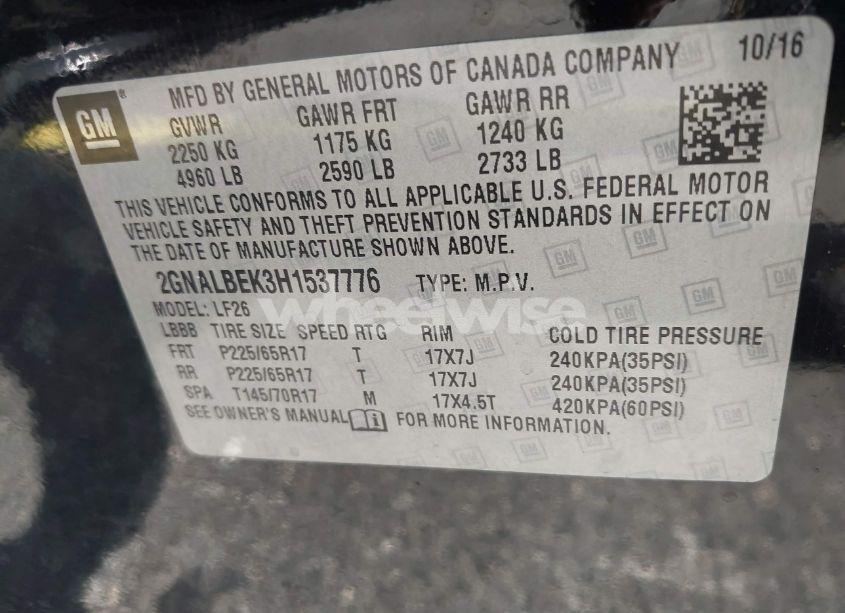 MFD BY GENERAL MOTORS OF CANADA COMPANY 10/16
GM
GVWR GAWR FRT GAWR RR
2250 KG 1175 KG 1240 KG
4960 LB 2590 LB 2733 LB
THIS VEHICLE CONFORMS TO ALL APPLICABLE U.S. FEDERAL MOTOR
VEHICLE SAFETY AND THEFT PREVENTION STANDARDS IN EFFECT ON
THE DATE OF MANUFACTURE SHOWN ABOVE.
2GNALBEK3H1537776 TYPE: M.P.V.
MODEL: LF26
wheelwise
LBBB TIRE SIZE SPEED RTG RIM COLD TIRE PRESSURE
FRT P225/65R17 T 17X7J 240KPA(35PSI)
RR P225/65R17 T 17X7J 240KPA(35PSI)
SPA T145/70R17 M 17X4.5T 420KPA(60PSI)
SEE OWNER'S MANUAL FOR MORE INFORMATION.